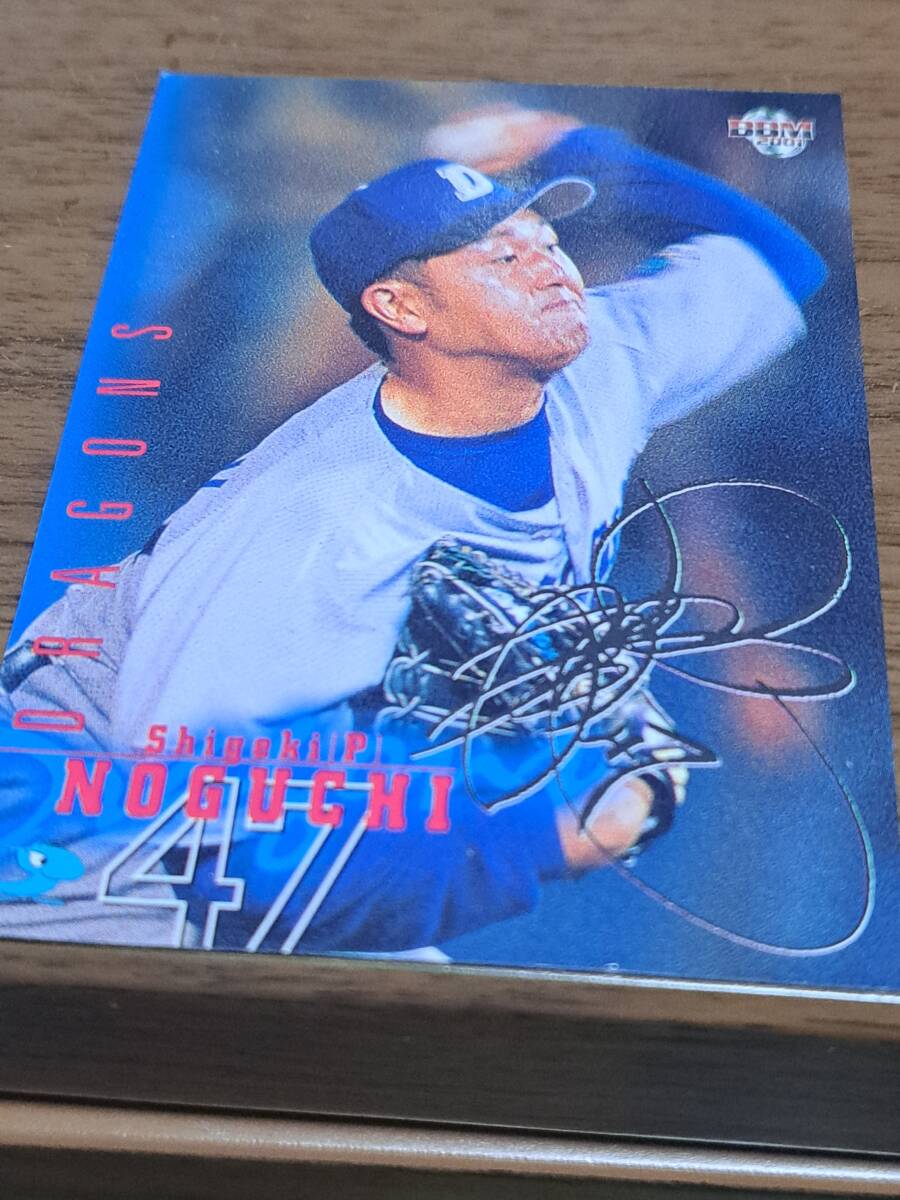 BBM
2001
D
DRAGONS
Shigeki(P)
NOGUCHI
47